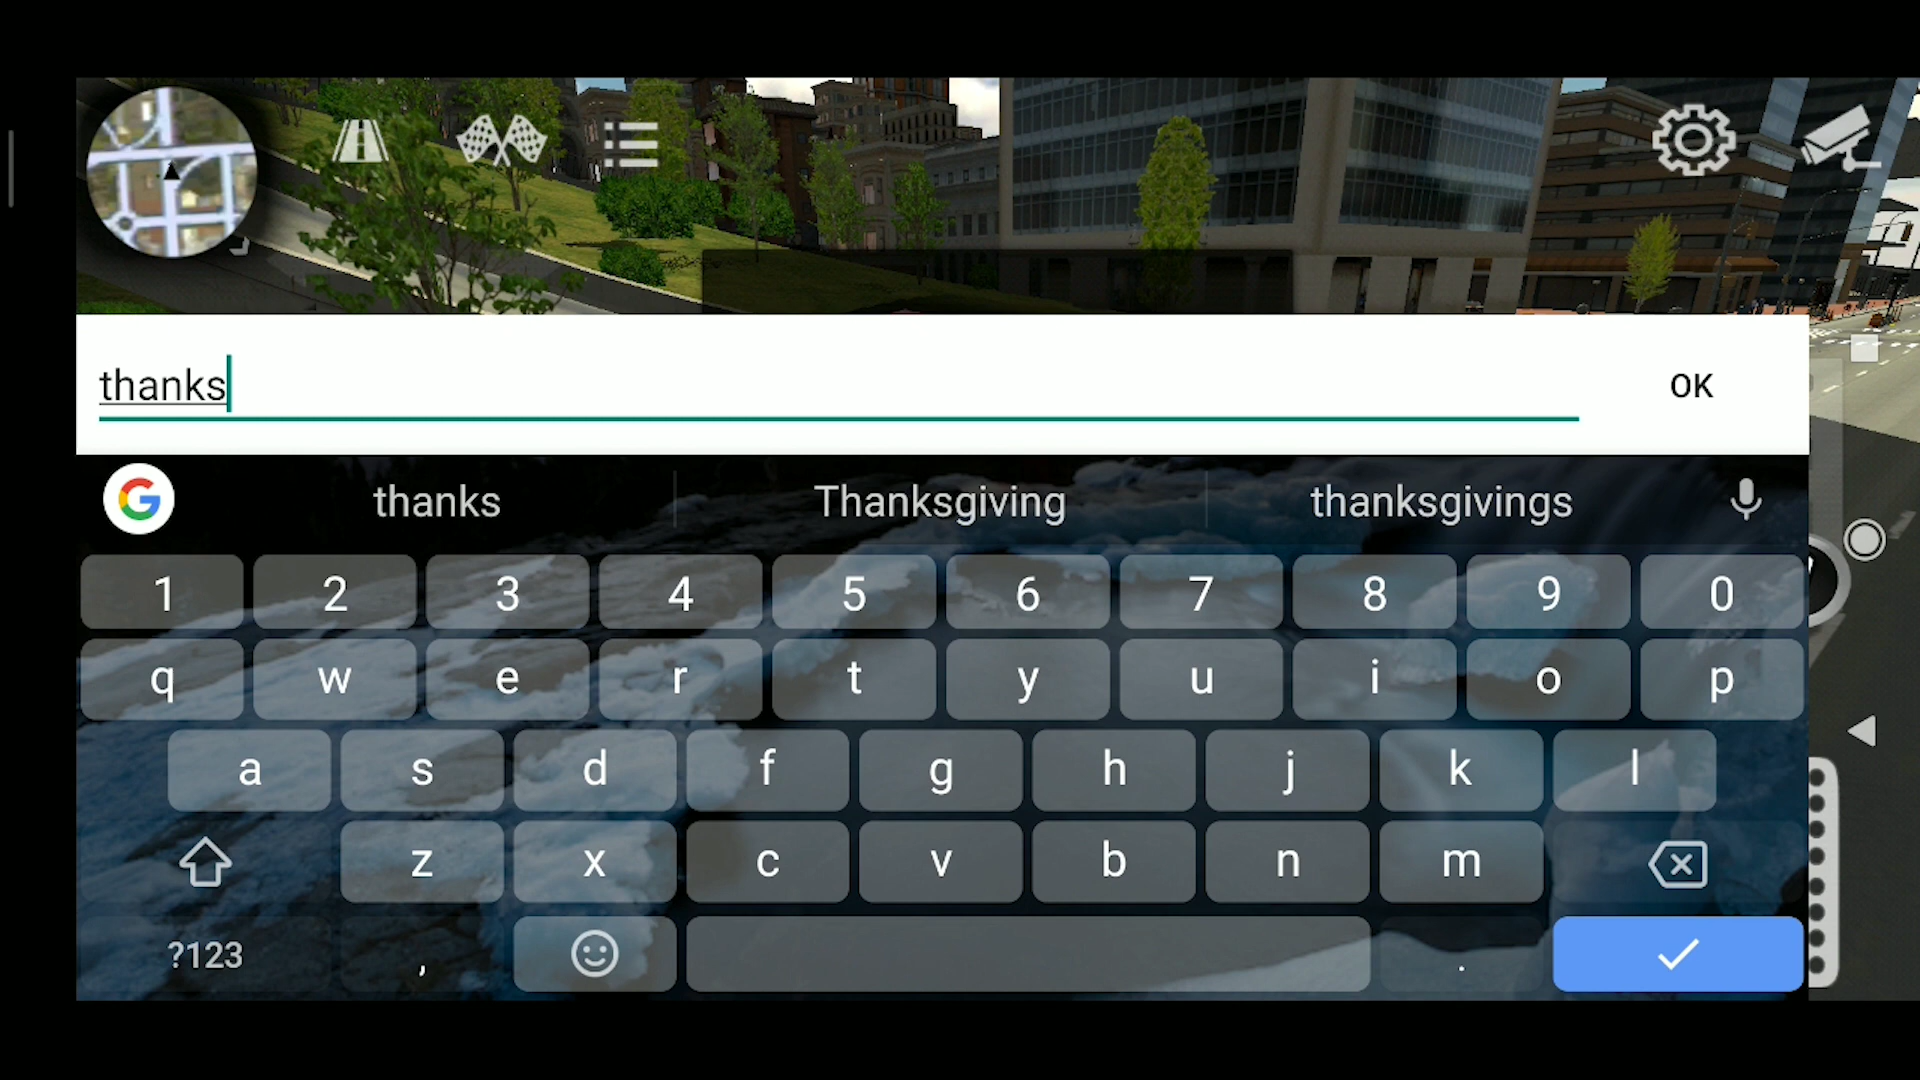 thanks
OK
G thanks Thanksgiving thanksgivings
1 2 3 4 5 6 7 8 9 0
q w e r t y u i o p
a s d f g h j k l
z x c v b n m
?123 , .